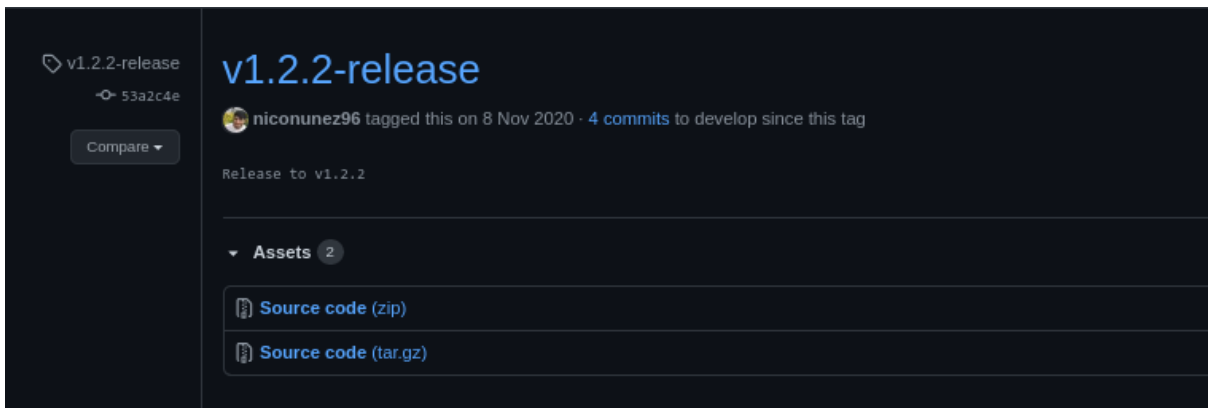 v1.2.2-release
53a2c4e
Compare
v1.2.2-release
niconunez96 tagged this on 8 Nov 2020 · 4 commits to develop since this tag
Release to v1.2.2
Assets 2
Source code (zip)
Source code (tar.gz)